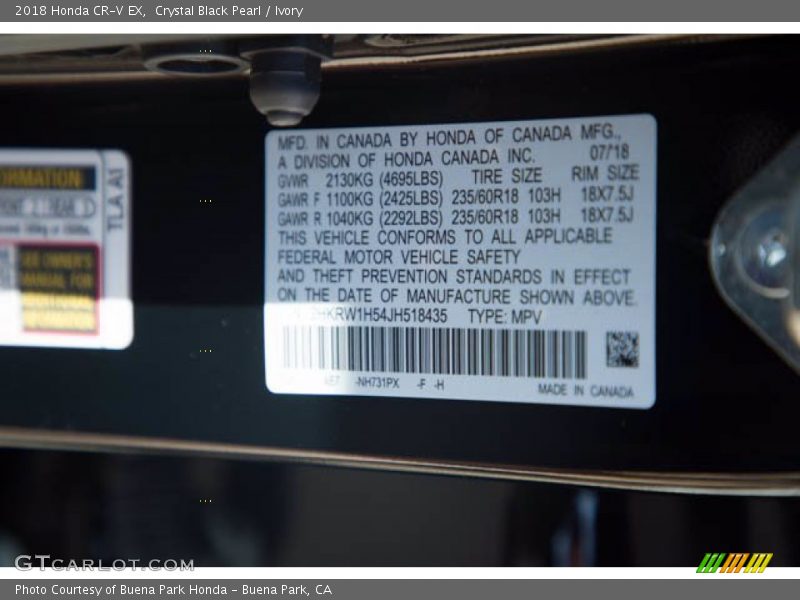 2018 Honda CR-V EX,  Crystal Black Pearl / Ivory
MFD. IN CANADA BY HONDA OF CANADA MFG.,
A DIVISION OF HONDA CANADA INC. 07/18
GVWR 2130KG (4695LBS) TIRE SIZE RIM SIZE
GAWR F 1100KG (2425LBS) 235/60R18 103H 18X7.5J
GAWR R 1040KG (2292LBS) 235/60R18 103H 18X7.5J
THIS VEHICLE CONFORMS TO ALL APPLICABLE
FEDERAL MOTOR VEHICLE SAFETY
AND THEFT PREVENTION STANDARDS IN EFFECT
ON THE DATE OF MANUFACTURE SHOWN ABOVE.
HKRW1H54JH518435 TYPE: MPV
-NH731PX -F -H MADE IN CANADA
TLA A1
GTCARLOT.COM
Photo Courtesy of Buena Park Honda - Buena Park, CA